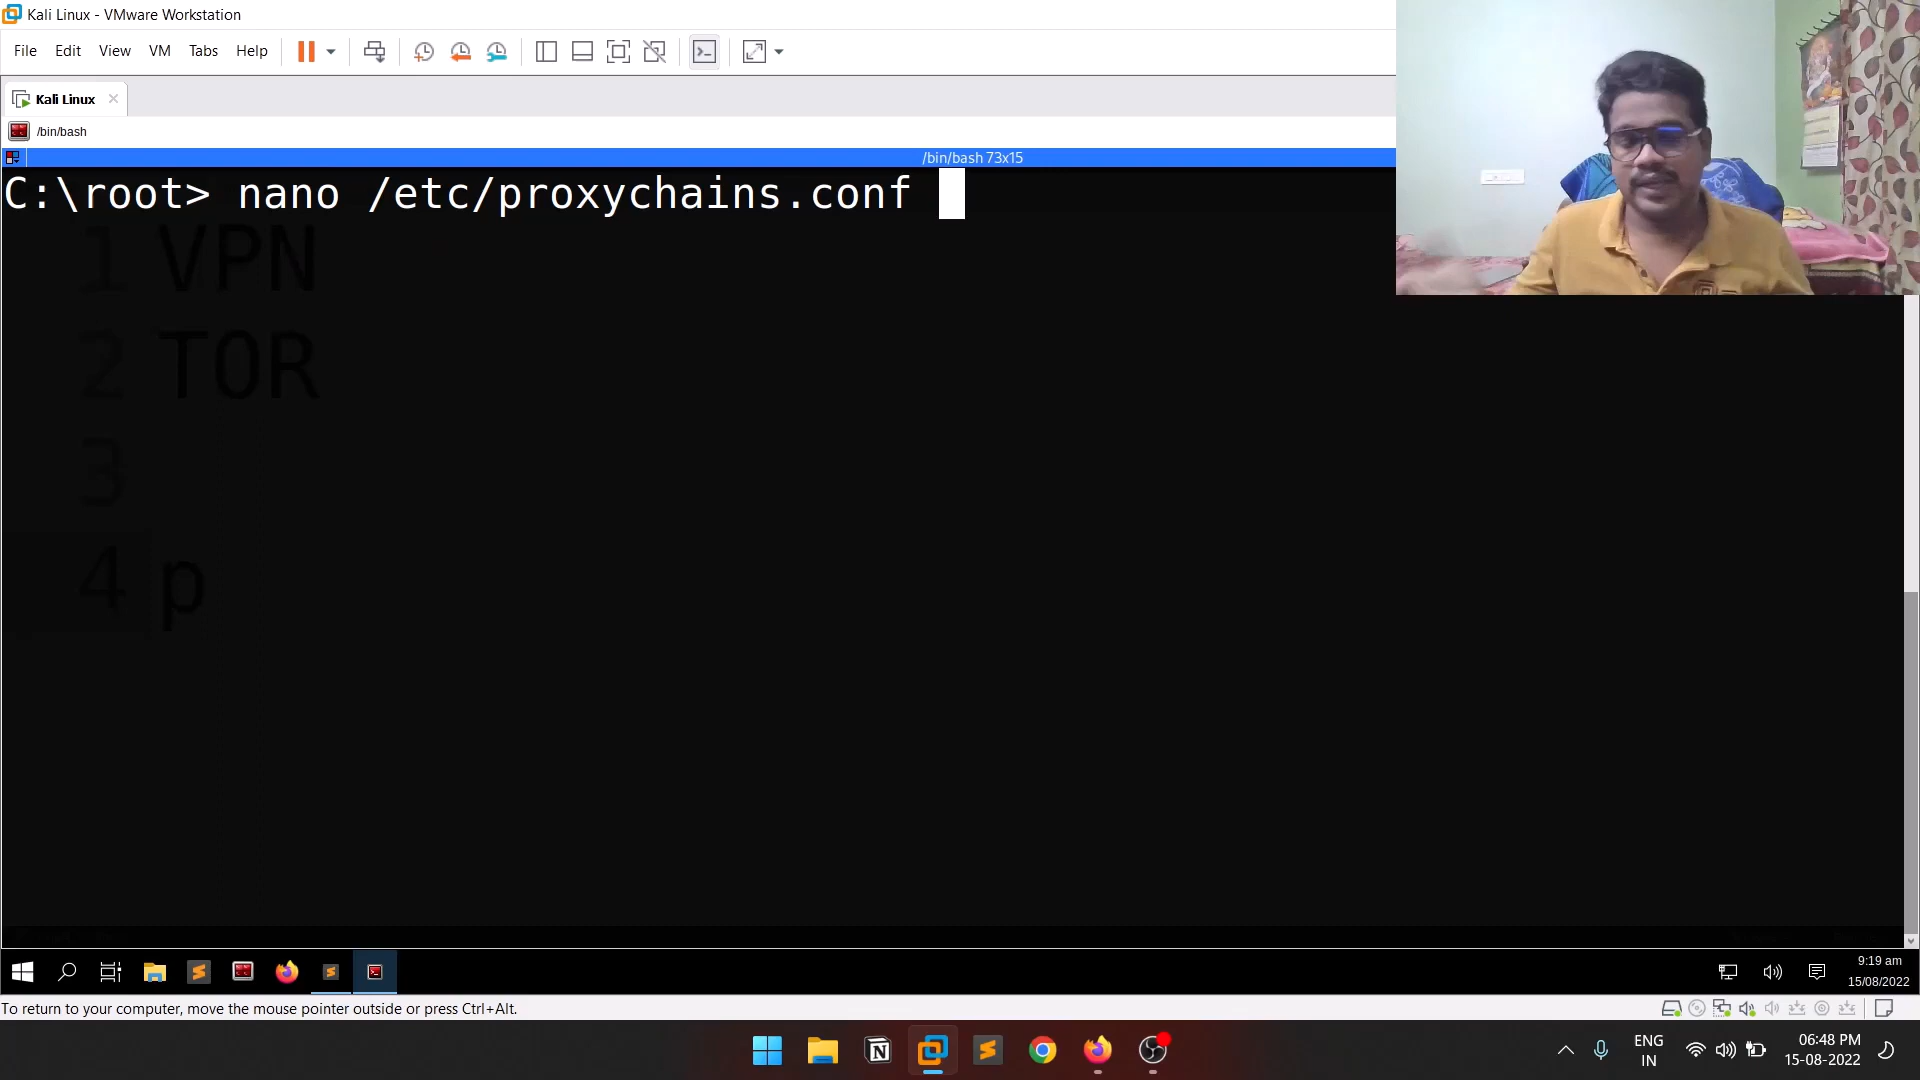 Kali Linux - VMware Workstation
File Edit View VM Tabs Help
Kali Linux
/bin/bash
/bin/bash 73x15
C:\root> nano /etc/proxychains.conf
1 VPN
2 TOR
3
4 p
9:19 am
15/08/2022
To return to your computer, move the mouse pointer outside or press Ctrl+Alt.
ENG
IN
06:48 PM
15-08-2022